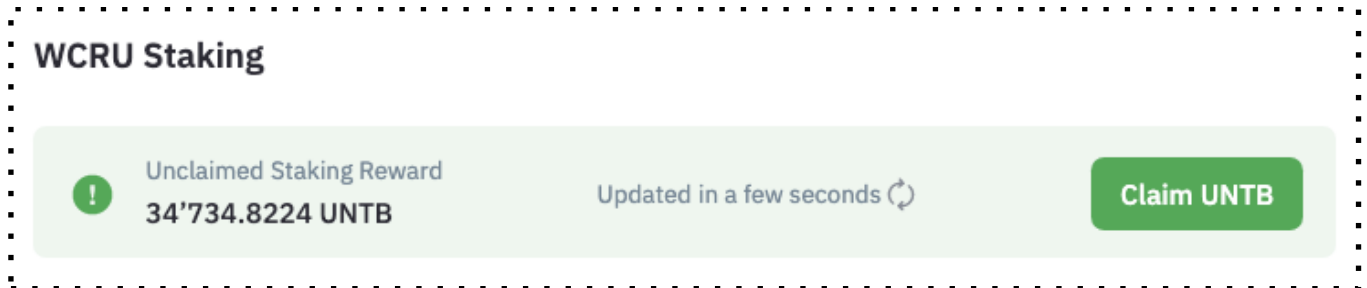 WCRU Staking
Unclaimed Staking Reward
34’734.8224 UNTB
Updated in a few seconds
Claim UNTB